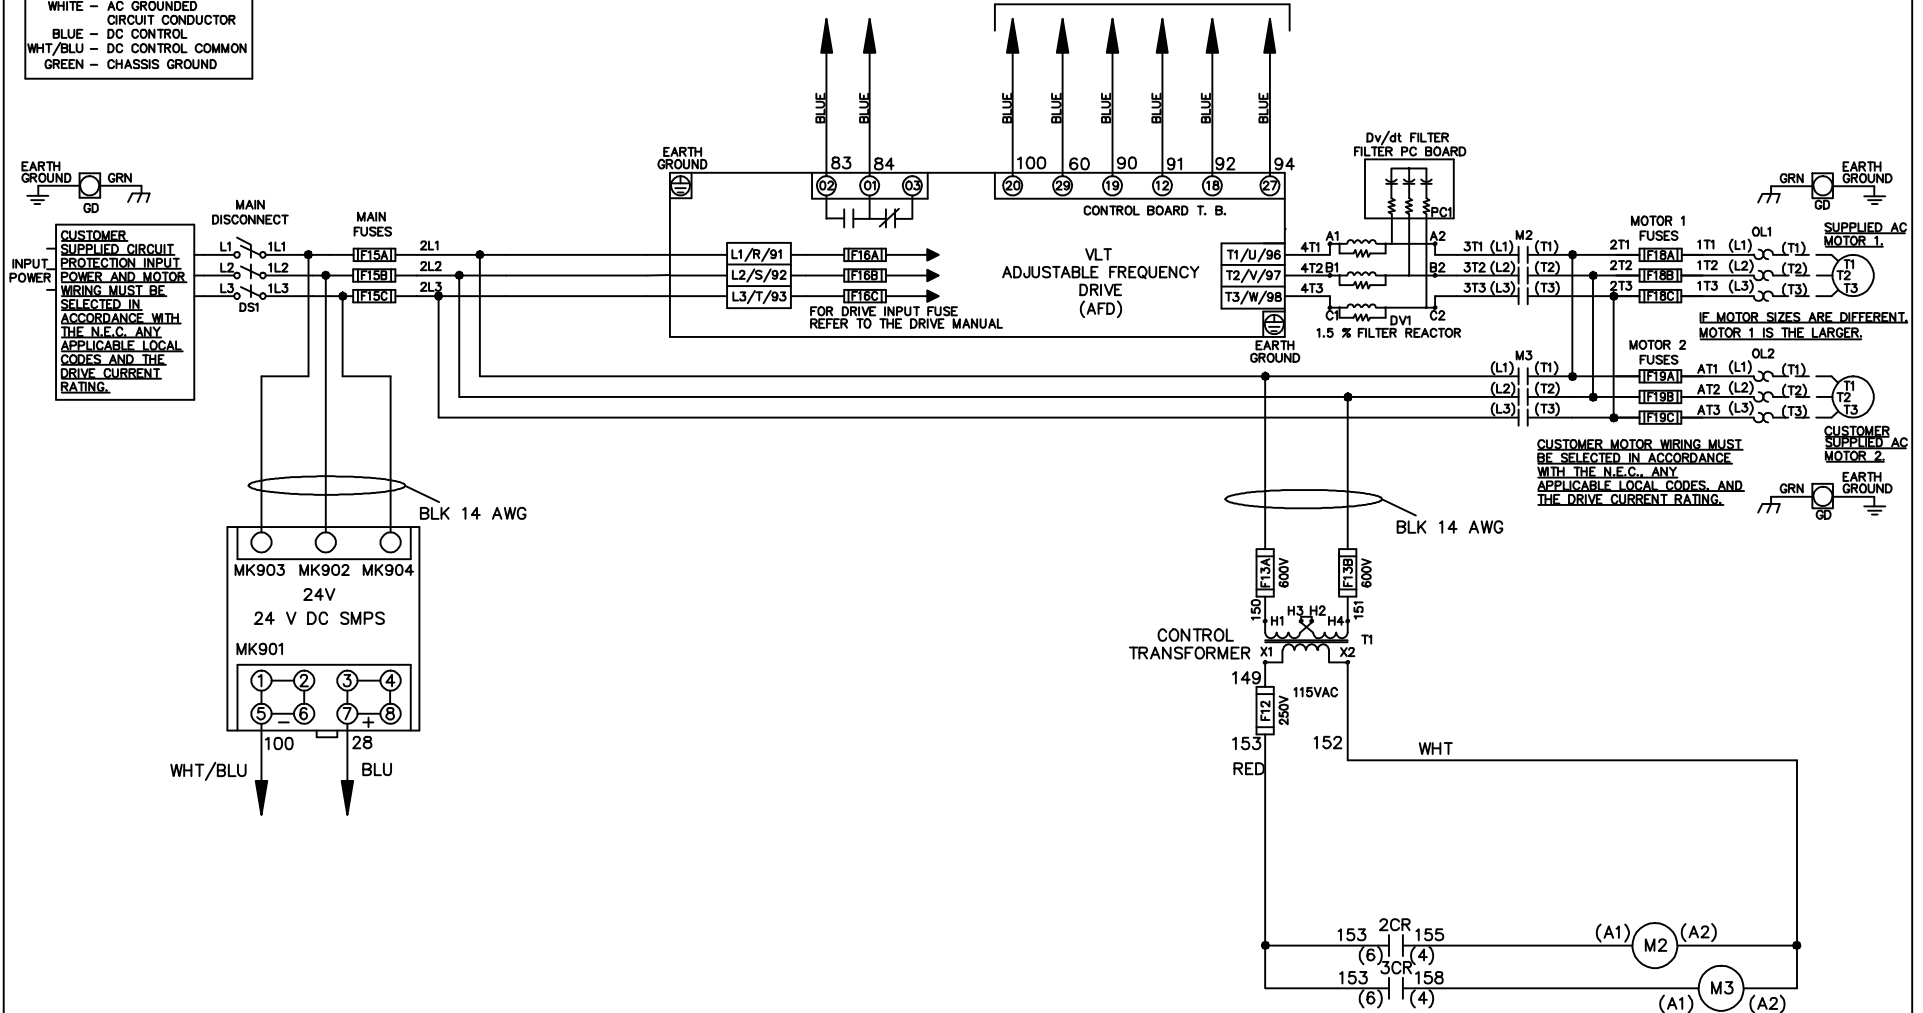 WHITE – AC GROUNDED
CIRCUIT CONDUCTOR
BLUE – DC CONTROL
WHT/BLU – DC CONTROL COMMON
GREEN – CHASSIS GROUND
BLUE
BLUE
BLUE
BLUE
BLUE
BLUE
BLUE
BLUE
EARTH
GROUND
83
84
100
60
90
91
92
94
02
01
03
20
29
19
12
18
27
CONTROL BOARD T. B.
Dv/dt FILTER
FILTER PC BOARD
PC1
EARTH
GROUND
GRN
GD
CUSTOMER
SUPPLIED CIRCUIT
PROTECTION INPUT
POWER AND MOTOR
WIRING MUST BE
SELECTED IN
ACCORDANCE WITH
THE N.E.C. ANY
APPLICABLE LOCAL
CODES AND THE
DRIVE CURRENT
RATING.
INPUT
POWER
MAIN
DISCONNECT
L1
1L1
L2
1L2
L3
1L3
DS1
MAIN
FUSES
F15A
F15B
F15C
2L1
2L2
2L3
L1/R/91
L2/S/92
L3/T/93
F16A
F16B
F16C
FOR DRIVE INPUT FUSE
REFER TO THE DRIVE MANUAL
VLT
ADJUSTABLE FREQUENCY
DRIVE
(AFD)
T1/U/96
T2/V/97
T3/W/98
EARTH
GROUND
4T1
4T2
4T3
A1
A2
B1
B2
C1
C2
DV1
1.5 % FILTER REACTOR
3T1 (L1)
3T2 (L2)
3T3 (L3)
M2
(T1)
(T2)
(T3)
2T1
2T2
2T3
MOTOR 1
FUSES
F18A
F18B
F18C
1T1 (L1)
1T2 (L2)
1T3 (L3)
OL1
(T1)
(T2)
(T3)
GRN
GD
EARTH
GROUND
SUPPLIED AC
MOTOR 1.
T1
T2
T3
IF MOTOR SIZES ARE DIFFERENT,
MOTOR 1 IS THE LARGER.
M3
(L1)
(L2)
(L3)
(T1)
(T2)
(T3)
MOTOR 2
FUSES
F19A
F19B
F19C
AT1 (L1)
AT2 (L2)
AT3 (L3)
OL2
(T1)
(T2)
(T3)
T1
T2
T3
CUSTOMER
SUPPLIED AC
MOTOR 2.
CUSTOMER MOTOR WIRING MUST
BE SELECTED IN ACCORDANCE
WITH THE N.E.C., ANY
APPLICABLE LOCAL CODES, AND
THE DRIVE CURRENT RATING.
GRN
GD
EARTH
GROUND
BLK 14 AWG
MK903 MK902 MK904
24V
24 V DC SMPS
MK901
1
2
3
4
5
6
7
8
–
+
100
28
WHT/BLU
BLU
BLK 14 AWG
F13A
600V
F13B
600V
150
151
H1
H3 H2
H4
T1
CONTROL
TRANSFORMER
X1
X2
149
115VAC
F12
250V
153
152
RED
WHT
153
2CR
155
(6)
(4)
(A1)
M2
(A2)
153
3CR
158
(6)
(4)
(A1)
M3
(A2)